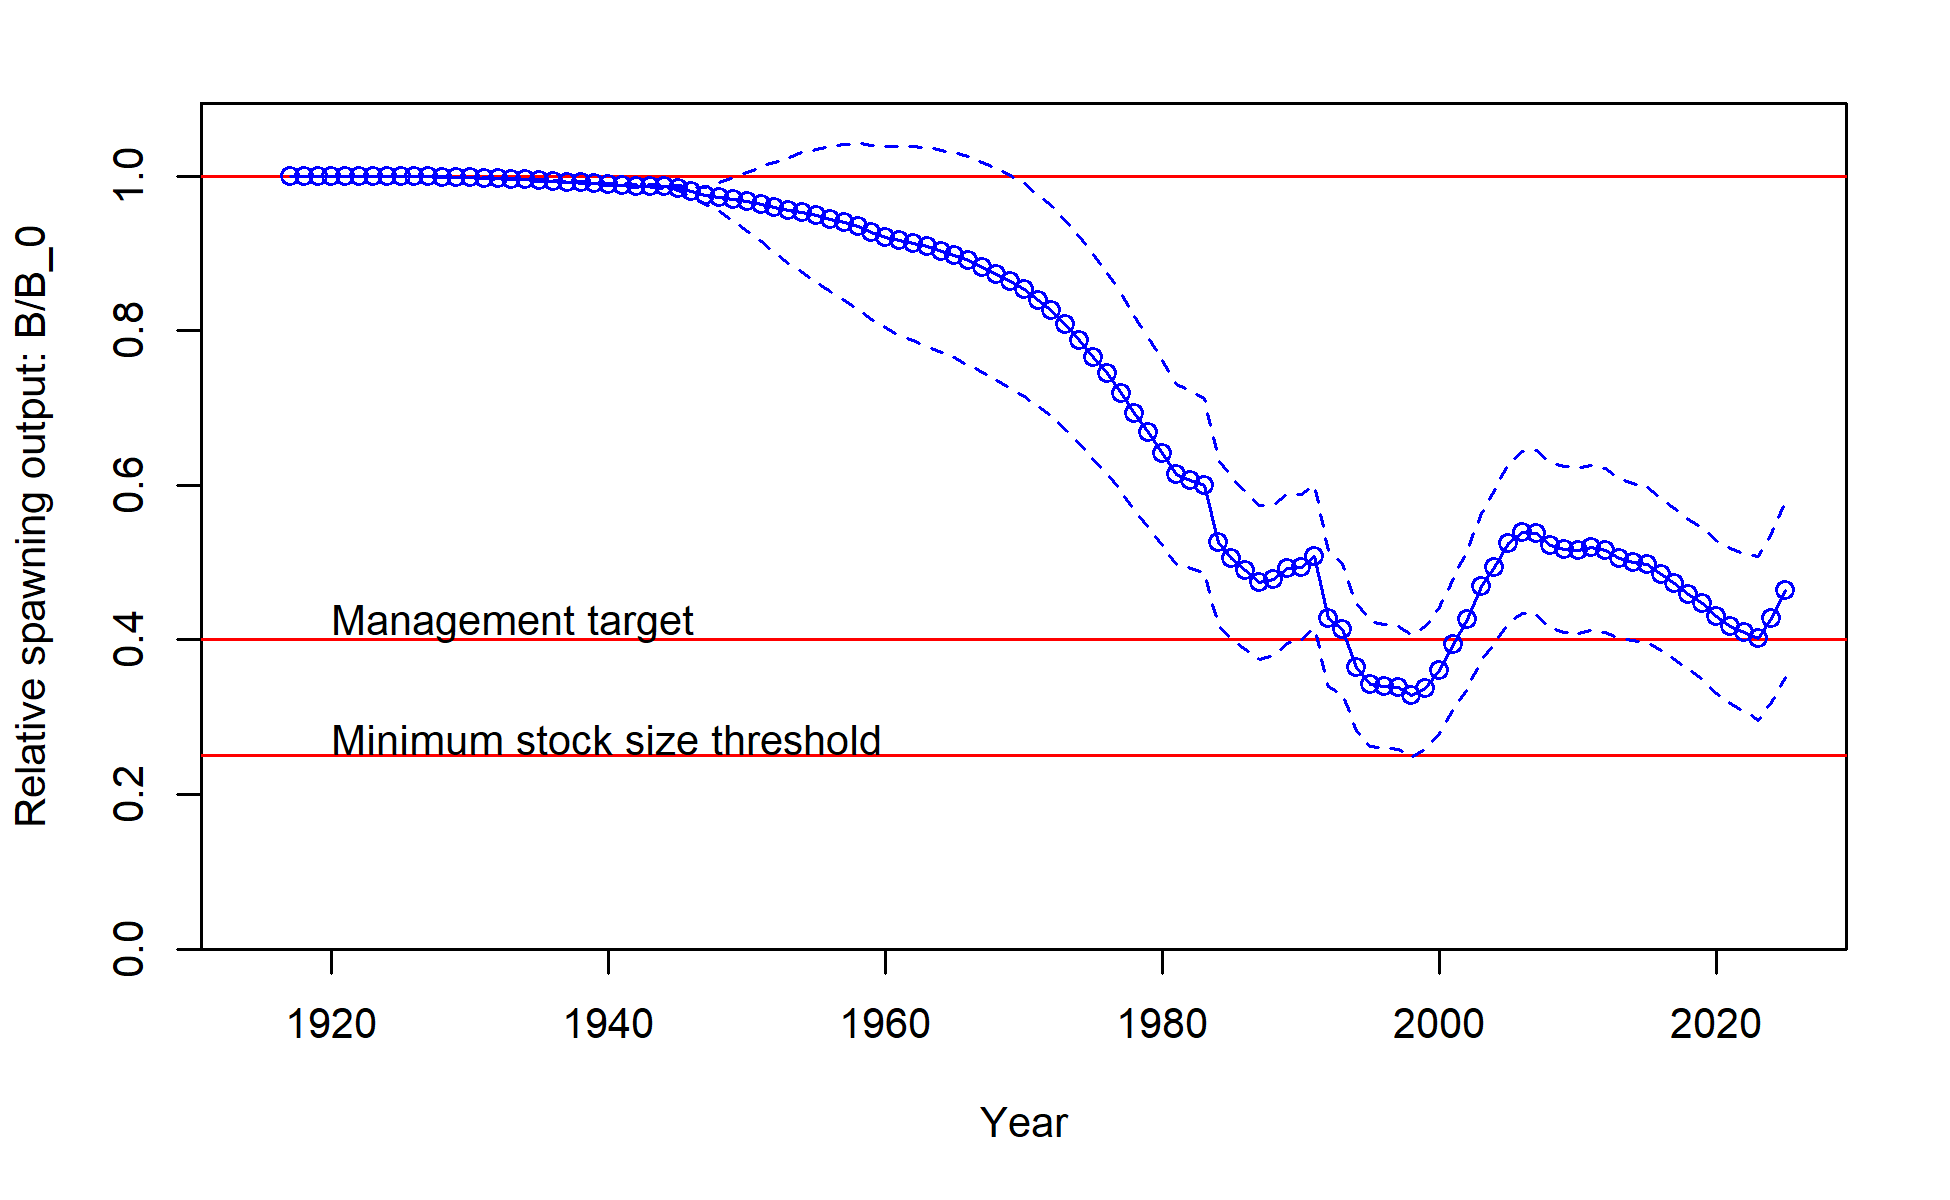 Relative spawning output: B/B_0
1.0
0.8
0.6
0.4
0.2
0.0
Management target
Minimum stock size threshold
1920 1940 1960 1980 2000 2020
Year